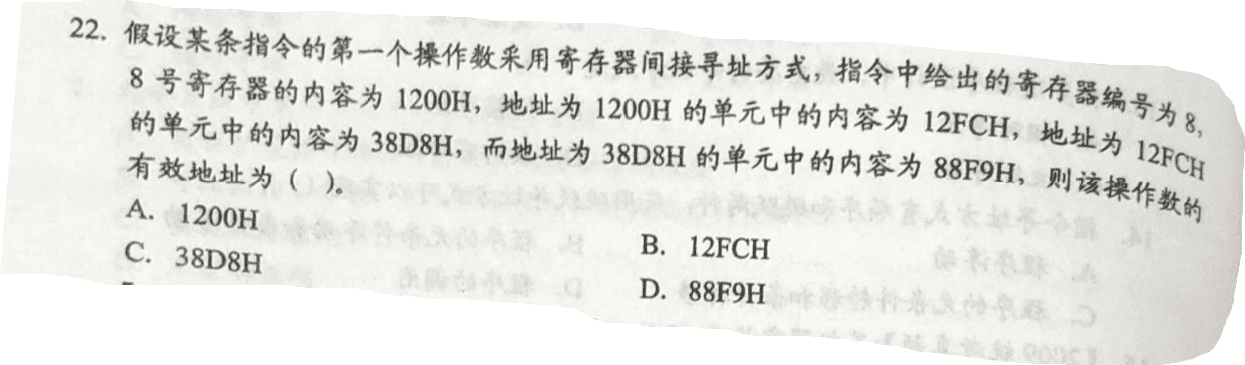 22. 假设某条指令的第一个操作数采用寄存器间接寻址方式，指令中给出的寄存器编号为 8，
8 号寄存器的内容为 1200H，地址为 1200H 的单元中的内容为 12FCH，地址为 12FCH
的单元中的内容为 38D8H，而地址为 38D8H 的单元中的内容为 88F9H，则该操作数的
有效地址为（ ）。
A. 1200H B. 12FCH
C. 38D8H D. 88F9H